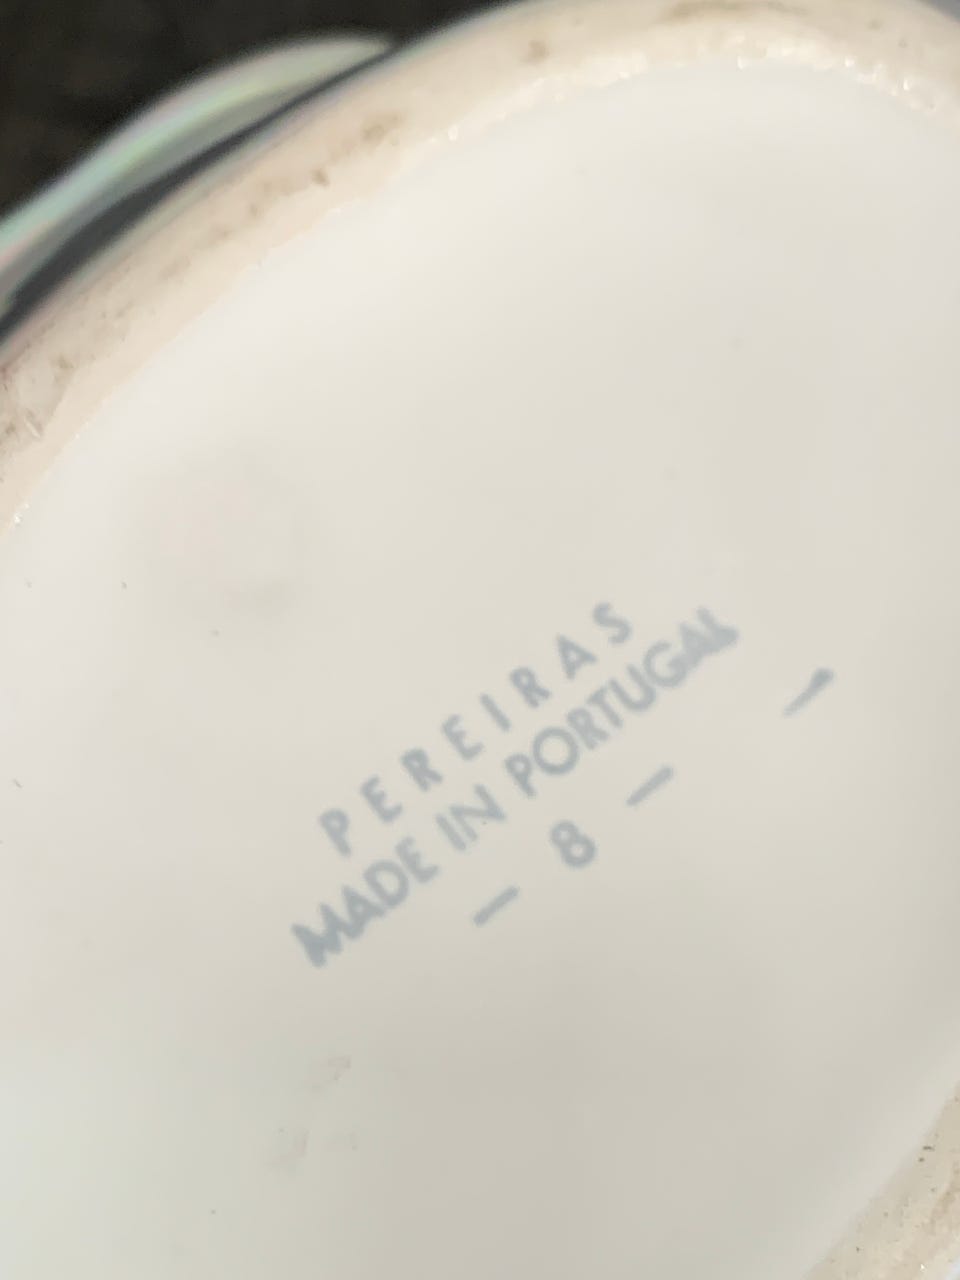 PEREIRAS
MADE IN PORTUGAL
— 8 —